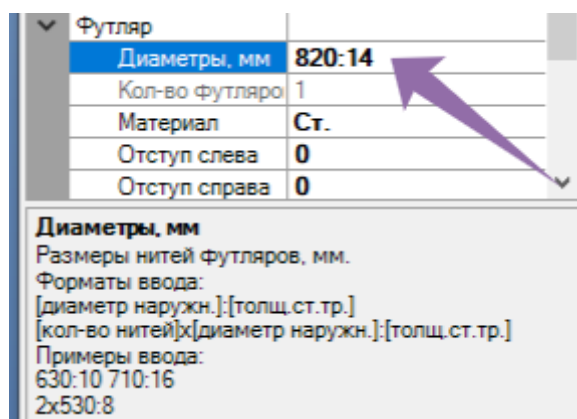 Футляр
Диаметры, мм 820:14
Кол-во футляро 1
Материал Ст.
Отступ слева 0
Отступ справа 0
Диаметры, мм
Размеры нитей футляров, мм.
Форматы ввода:
[диаметр наружн.]:[толщ.ст.тр.]
[кол-во нитей]x[диаметр наружн.]:[толщ.ст.тр.]
Примеры ввода:
630:10 710:16
2x530:8